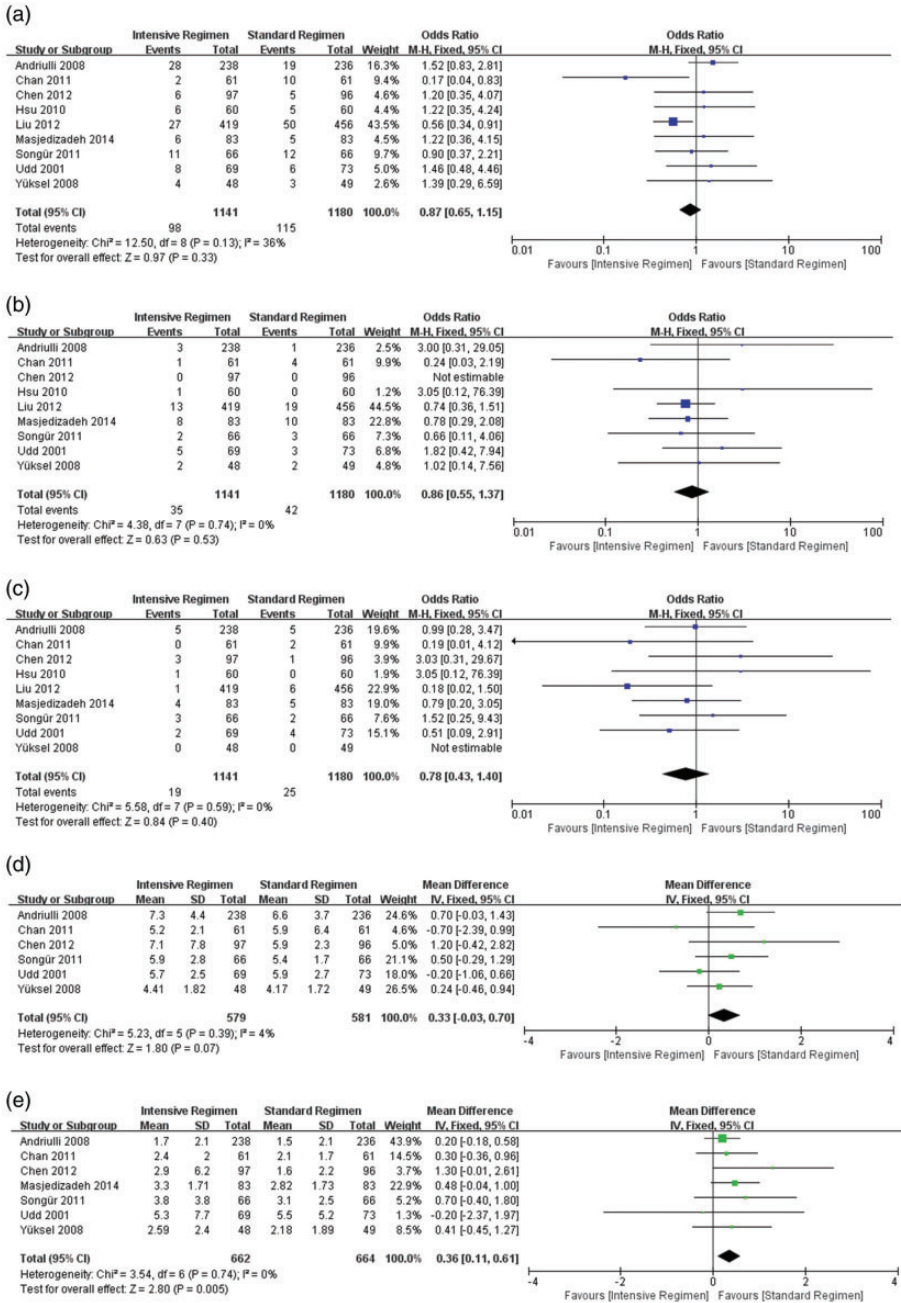 (a)
Intensive Regimen Standard Regimen Odds Ratio Odds Ratio
Study or Subgroup Events Total Events Total Weight M-H, Fixed, 95% CI M-H, Fixed, 95% CI
Andriulli 2008 28 238 19 236 16.3% 1.52 [0.83, 2.81]
Chan 2011 2 61 10 61 9.4% 0.17 [0.04, 0.83]
Chen 2012 6 97 5 96 4.6% 1.20 [0.35, 4.07]
Hsu 2010 6 60 5 60 4.4% 1.22 [0.35, 4.24]
Liu 2012 27 419 50 456 43.5% 0.56 [0.34, 0.91]
Masjedizadeh 2014 6 83 5 83 4.5% 1.22 [0.36, 4.15]
Songür 2011 11 66 12 66 9.7% 0.90 [0.37, 2.21]
Udd 2001 8 69 6 73 5.0% 1.46 [0.48, 4.46]
Yüksel 2008 4 48 3 49 2.6% 1.39 [0.29, 6.59]
Total (95% CI) 1141 1180 100.0% 0.87 [0.65, 1.15]
Total events 98 115
Heterogeneity: Chi² = 12.50, df = 8 (P = 0.13); I² = 36%
Test for overall effect: Z = 0.97 (P = 0.33)
0.01 0.1 1 10 100
Favours [Intensive Regimen] Favours [Standard Regimen]
(b)
Intensive Regimen Standard Regimen Odds Ratio Odds Ratio
Study or Subgroup Events Total Events Total Weight M-H, Fixed, 95% CI M-H, Fixed, 95% CI
Andriulli 2008 3 238 1 236 2.5% 3.00 [0.31, 29.05]
Chan 2011 1 61 4 61 9.9% 0.24 [0.03, 2.19]
Chen 2012 0 97 0 96 Not estimable
Hsu 2010 1 60 0 60 1.2% 3.05 [0.12, 76.39]
Liu 2012 13 419 19 456 44.5% 0.74 [0.36, 1.51]
Masjedizadeh 2014 8 83 10 83 22.8% 0.78 [0.29, 2.08]
Songür 2011 2 66 3 66 7.3% 0.66 [0.11, 4.06]
Udd 2001 5 69 3 73 6.8% 1.82 [0.42, 7.94]
Yüksel 2008 2 48 2 49 4.8% 1.02 [0.14, 7.56]
Total (95% CI) 1141 1180 100.0% 0.86 [0.55, 1.37]
Total events 35 42
Heterogeneity: Chi² = 4.38, df = 7 (P = 0.74); I² = 0%
Test for overall effect: Z = 0.63 (P = 0.53)
0.01 0.1 1 10 100
Favours [Intensive Regimen] Favours [Standard Regimen]
(c)
Intensive Regimen Standard Regimen Odds Ratio Odds Ratio
Study or Subgroup Events Total Events Total Weight M-H, Fixed, 95% CI M-H, Fixed, 95% CI
Andriulli 2008 5 238 5 236 19.6% 0.99 [0.28, 3.47]
Chan 2011 0 61 2 61 9.9% 0.19 [0.01, 4.12]
Chen 2012 3 97 1 96 3.9% 3.03 [0.31, 29.67]
Hsu 2010 1 60 0 60 1.9% 3.05 [0.12, 76.39]
Liu 2012 1 419 6 456 22.9% 0.18 [0.02, 1.50]
Masjedizadeh 2014 4 83 5 83 19.0% 0.79 [0.20, 3.05]
Songür 2011 3 66 2 66 7.6% 1.52 [0.25, 9.43]
Udd 2001 2 69 4 73 15.1% 0.51 [0.09, 2.91]
Yüksel 2008 0 48 0 49 Not estimable
Total (95% CI) 1141 1180 100.0% 0.78 [0.43, 1.40]
Total events 19 25
Heterogeneity: Chi² = 5.58, df = 7 (P = 0.59); I² = 0%
Test for overall effect: Z = 0.84 (P = 0.40)
0.01 0.1 1 10 100
Favours [Intensive Regimen] Favours [Standard Regimen]
(d)
Intensive Regimen Standard Regimen Mean Difference Mean Difference
Study or Subgroup Mean SD Total Mean SD Total Weight IV, Fixed, 95% CI IV, Fixed, 95% CI
Andriulli 2008 7.3 4.4 238 6.6 3.7 236 24.6% 0.70 [-0.03, 1.43]
Chan 2011 5.2 2.1 61 5.9 6.4 61 4.6% -0.70 [-2.39, 0.99]
Chen 2012 7.1 7.8 97 5.9 2.3 96 5.0% 1.20 [-0.42, 2.82]
Songür 2011 5.9 2.8 66 5.4 1.7 66 21.1% 0.50 [-0.29, 1.29]
Udd 2001 5.7 2.5 69 5.9 2.7 73 18.0% -0.20 [-1.06, 0.66]
Yüksel 2008 4.41 1.82 48 4.17 1.72 49 26.5% 0.24 [-0.46, 0.94]
Total (95% CI) 579 581 100.0% 0.33 [-0.03, 0.70]
Heterogeneity: Chi² = 5.23, df = 5 (P = 0.39); I² = 4%
Test for overall effect: Z = 1.80 (P = 0.07)
-4 -2 0 2 4
Favours [Intensive Regimen] Favours [Standard Regimen]
(e)
Intensive Regimen Standard Regimen Mean Difference Mean Difference
Study or Subgroup Mean SD Total Mean SD Total Weight IV, Fixed, 95% CI IV, Fixed, 95% CI
Andriulli 2008 1.7 2.1 238 1.5 2.1 236 43.9% 0.20 [-0.18, 0.58]
Chan 2011 2.4 2 61 2.1 1.7 61 14.5% 0.30 [-0.36, 0.96]
Chen 2012 2.9 6.2 97 1.6 2.2 96 3.7% 1.30 [-0.01, 2.61]
Masjedizadeh 2014 3.3 1.71 83 2.82 1.73 83 23.0% 0.48 [-0.04, 1.00]
Songür 2011 3.8 3.8 66 3.1 2.5 66 5.2% 0.70 [-0.40, 1.80]
Udd 2001 5.3 7.7 69 5.5 5.2 73 1.3% -0.20 [-2.37, 1.97]
Yüksel 2008 2.59 2.4 48 2.18 1.89 49 8.5% 0.41 [-0.45, 1.27]
Total (95% CI) 662 664 100.0% 0.36 [0.11, 0.61]
Heterogeneity: Chi² = 3.54, df = 6 (P = 0.74); I² = 0%
Test for overall effect: Z = 2.80 (P = 0.005)
-4 -2 0 2 4
Favours [Intensive Regimen] Favours [Standard Regimen]